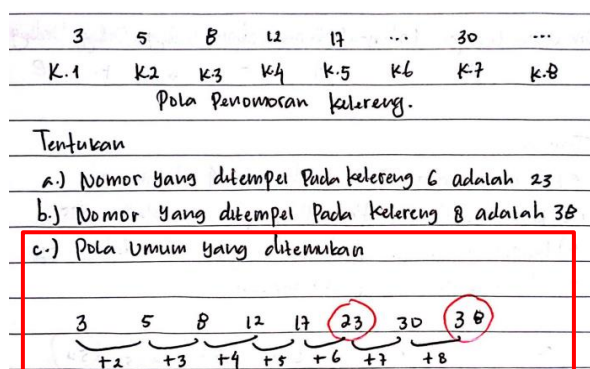 3 5 8 12 17 ... 30 ...
K.1 K2 K.3 K.4 K.5 K6 K.7 K.8
Pola Penomoran kelereng.
Tentukan
a.) Nomor yang ditempel Pada kelereng 6 adalah 23
b.) Nomor yang ditempel Pada kelereng 8 adalah 38
c.) Pola Umum yang ditemukan
3 5 8 12 17 23 30 38
+2 +3 +4 +5 +6 +7 +8